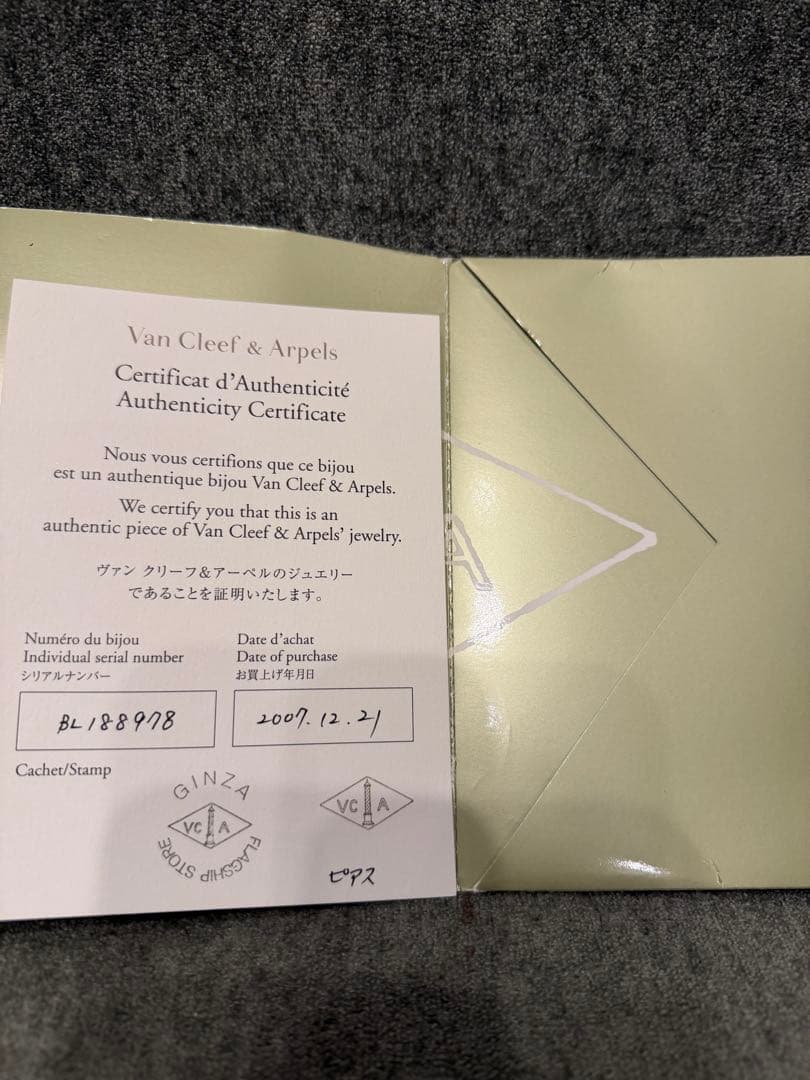 Van Cleef & Arpels
Certificat d'Authenticité
Authenticity Certificate
Nous vous certifions que ce bijou
est un authentique bijou Van Cleef & Arpels.
We certify you that this is an
authentic piece of Van Cleef & Arpels' jewelry.
ヴァン クリーフ&アーペルのジュエリー
であることを証明いたします。
Numéro du bijou
Individual serial number
シリアルナンバー
BL188978
Date d'achat
Date of purchase
お買上げ年月日
2007.12.21
Cachet/Stamp
GINZA
VC A
FLAGSHIP STORE
VC A
ピアス
A